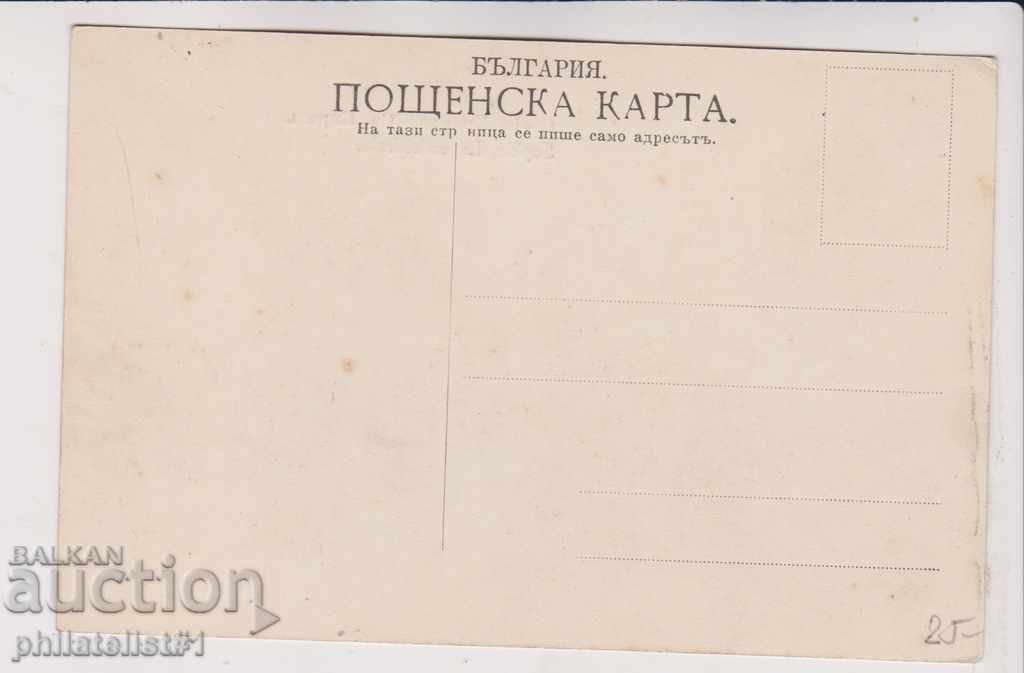 БЪЛГАРИЯ.
ПОЩЕНСКА КАРТА.
На тази стр ница се пише само адресътъ.
BALKAN
auction
philatelist#1
25-